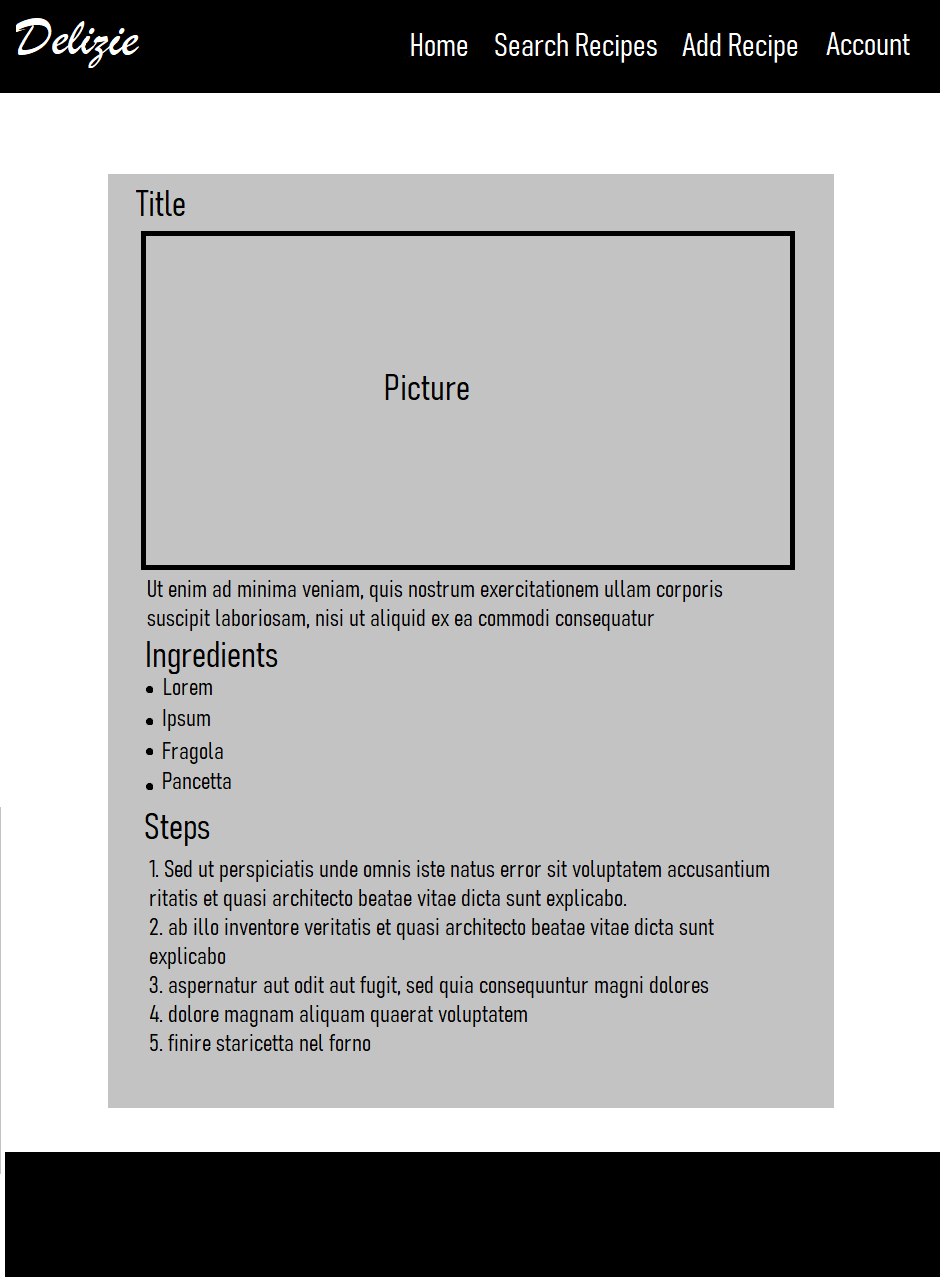 Delizie
Home Search Recipes Add Recipe Account
Title
Picture
Ut enim ad minima veniam, quis nostrum exercitationem ullam corporis
suscipit laboriosam, nisi ut aliquid ex ea commodi consequatur
Ingredients
• Lorem
• Ipsum
• Fragola
• Pancetta
Steps
1. Sed ut perspiciatis unde omnis iste natus error sit voluptatem accusantium
ritatis et quasi architecto beatae vitae dicta sunt explicabo.
2. ab illo inventore veritatis et quasi architecto beatae vitae dicta sunt
explicabo
3. aspernatur aut odit aut fugit, sed quia consequuntur magni dolores
4. dolore magnam aliquam quaerat voluptatem
5. finire staricetta nel forno